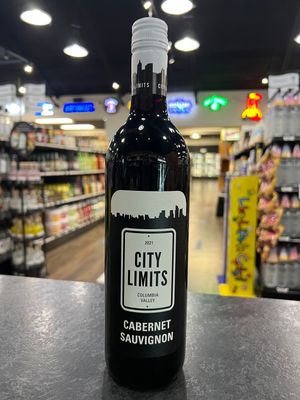 CITY
LIMITS
2021
CITY
LIMITS
COLUMBIA
VALLEY
CABERNET
SAUVIGNON